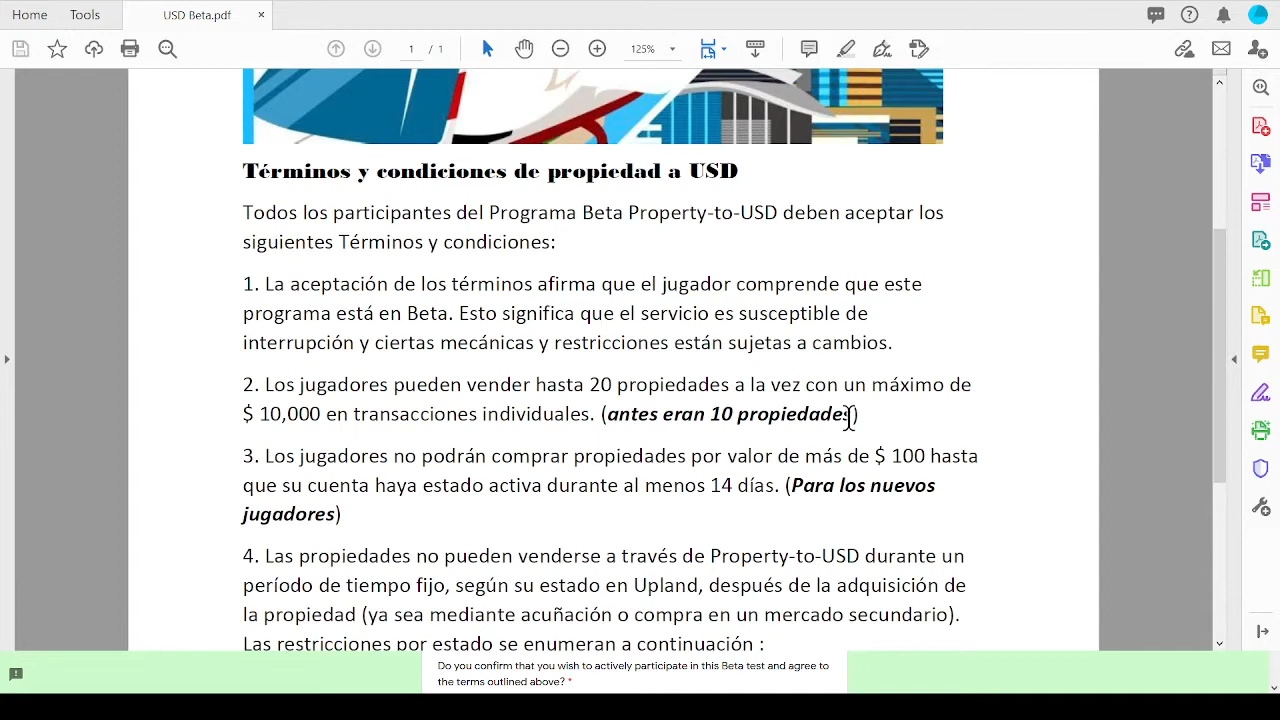 Home Tools USD Beta.pdf ×
1 / 1 125%
Términos y condiciones de propiedad a USD
Todos los participantes del Programa Beta Property-to-USD deben aceptar los
siguientes Términos y condiciones:
1. La aceptación de los términos afirma que el jugador comprende que este
programa está en Beta. Esto significa que el servicio es susceptible de
interrupción y ciertas mecánicas y restricciones están sujetas a cambios.
2. Los jugadores pueden vender hasta 20 propiedades a la vez con un máximo de
$ 10,000 en transacciones individuales. (antes eran 10 propiedades)
3. Los jugadores no podrán comprar propiedades por valor de más de $ 100 hasta
que su cuenta haya estado activa durante al menos 14 días. (Para los nuevos
jugadores)
4. Las propiedades no pueden venderse a través de Property-to-USD durante un
período de tiempo fijo, según su estado en Upland, después de la adquisición de
la propiedad (ya sea mediante acuñación o compra en un mercado secundario).
Las restricciones por estado se enumeran a continuación :
Do you confirm that you wish to actively participate in this Beta test and agree to
the terms outlined above? *